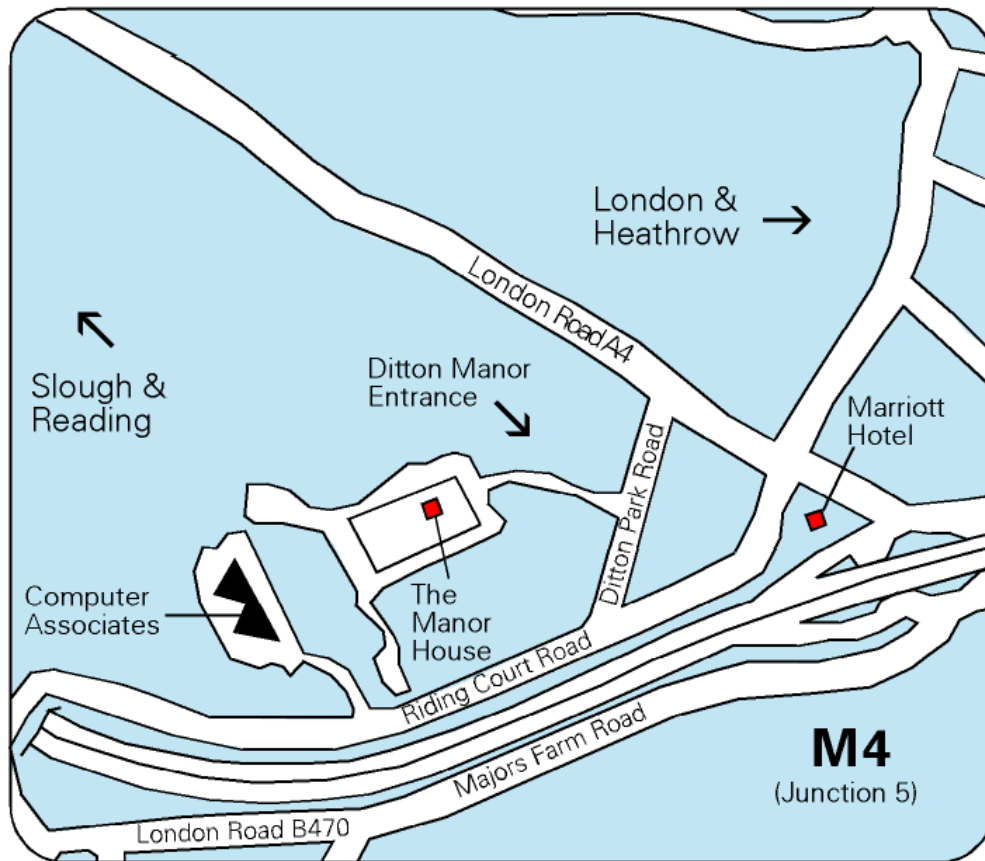 London &
Heathrow
London Road A4
Slough &
Reading
Ditton Manor
Entrance
Marriott
Hotel
Ditton Park Road
Computer
Associates
The
Manor
House
Riding Court Road
Majors Farm Road
M4
(Junction 5)
London Road B470